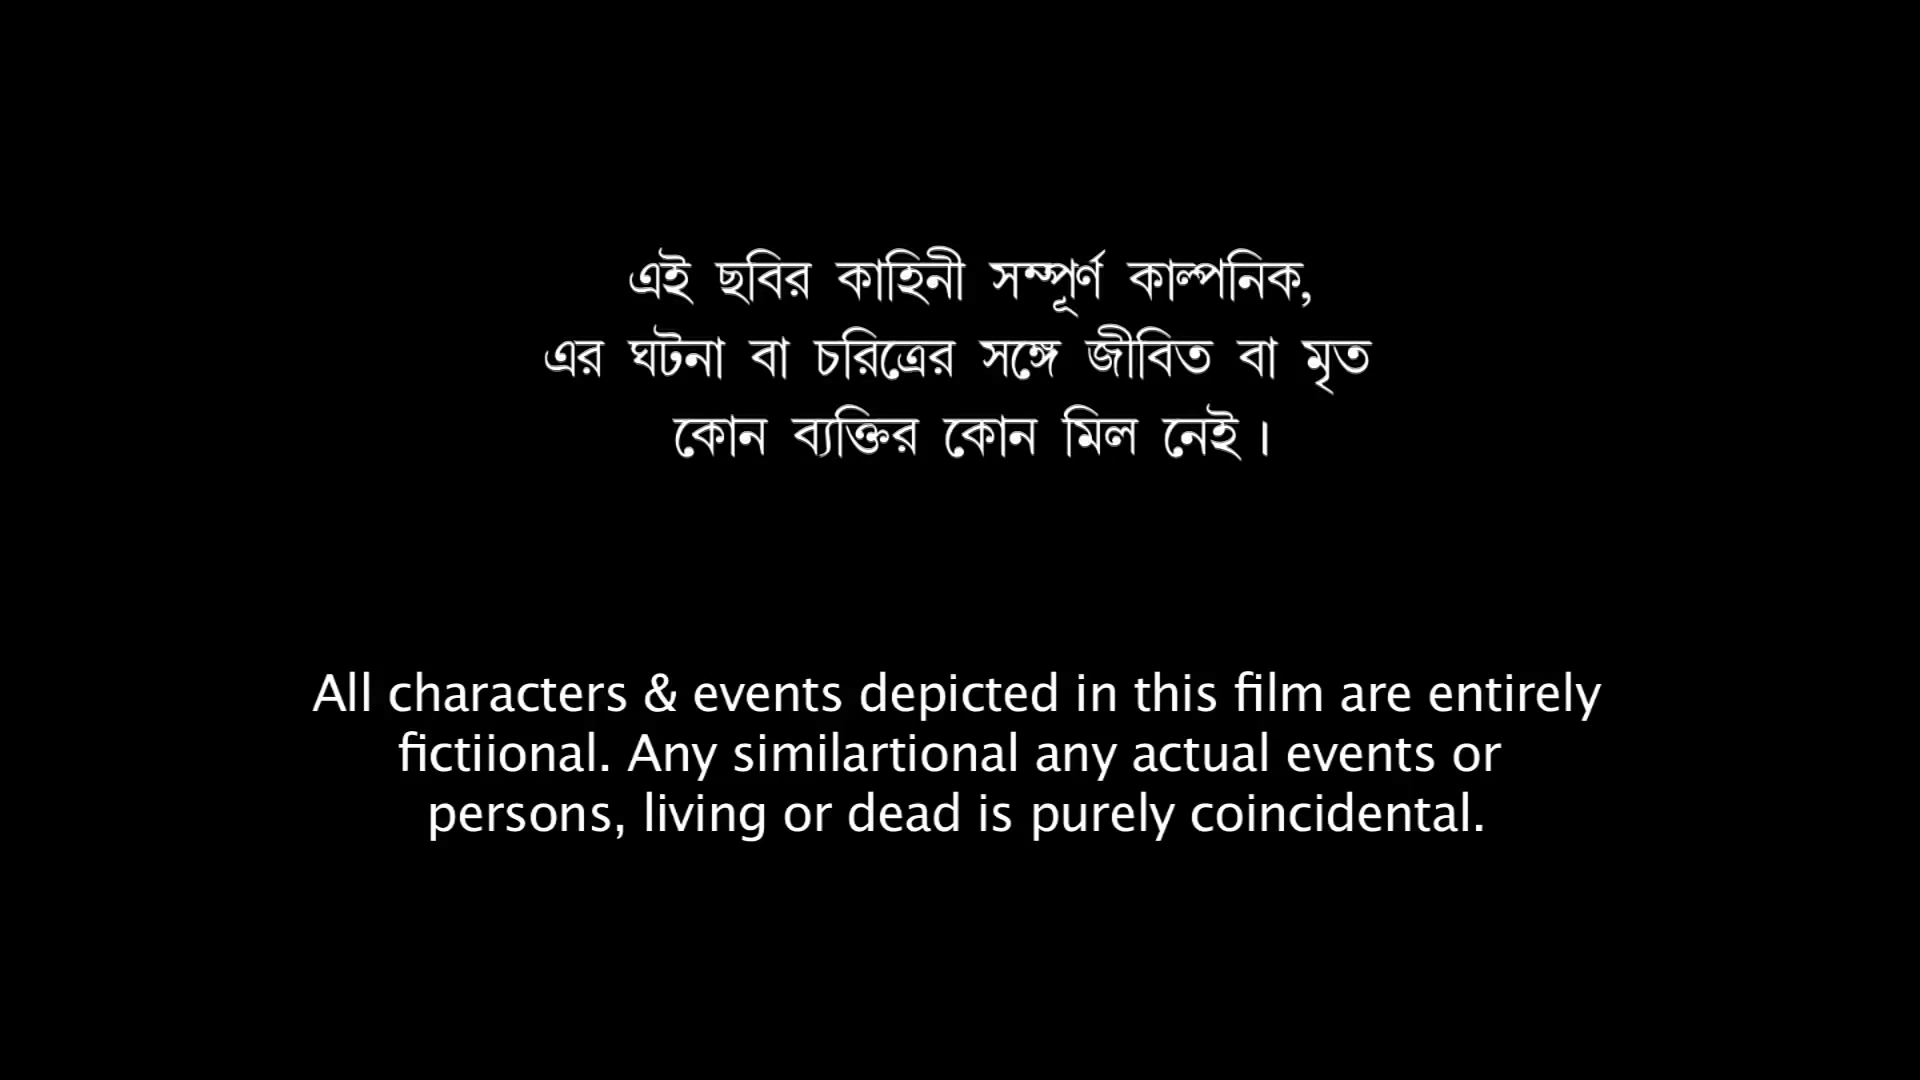 এই ছবির কাহিনী সম্পূর্ণ কাল্পনিক,
এর ঘটনা বা চরিত্রের সঙ্গে জীবিত বা মৃত
কোন ব্যক্তির কোন মিল নেই।
All characters & events depicted in this film are entirely
fictiional. Any similartional any actual events or
persons, living or dead is purely coincidental.